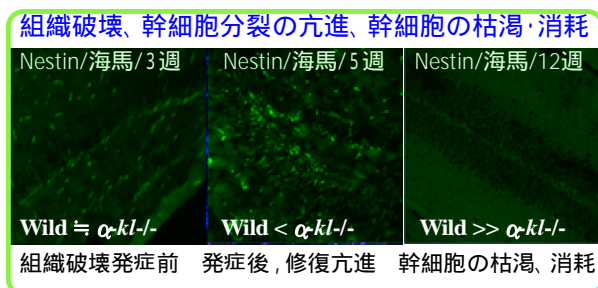 組織破壊、幹細胞分裂の亢進、幹細胞の枯渇・消耗
Nestin/海馬/3週 Nestin/海馬/5週 Nestin/海馬/12週
Wild ≒ α-kl-/- Wild < α-kl-/- Wild >> α-kl-/-
組織破壊発症前 発症後,修復亢進 幹細胞の枯渇、消耗